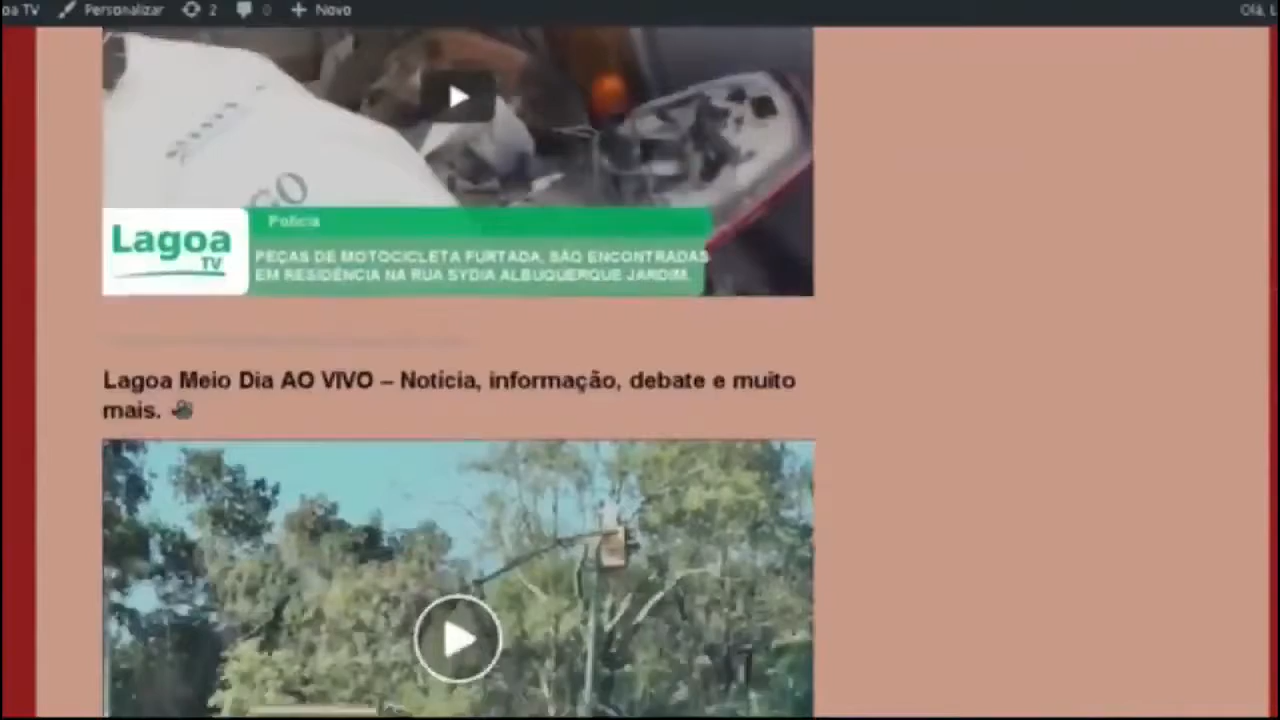 oa TV Personalizar 2 0 Novo Olá, L
GO
Polícia
Lagoa
TV
PEÇAS DE MOTOCICLETA FURTADA, SÃO ENCONTRADAS
EM RESIDÊNCIA NA RUA SYDIA ALBUQUERQUE JARDIM.
Lagoa Meio Dia AO VIVO – Notícia, informação, debate e muito
mais.